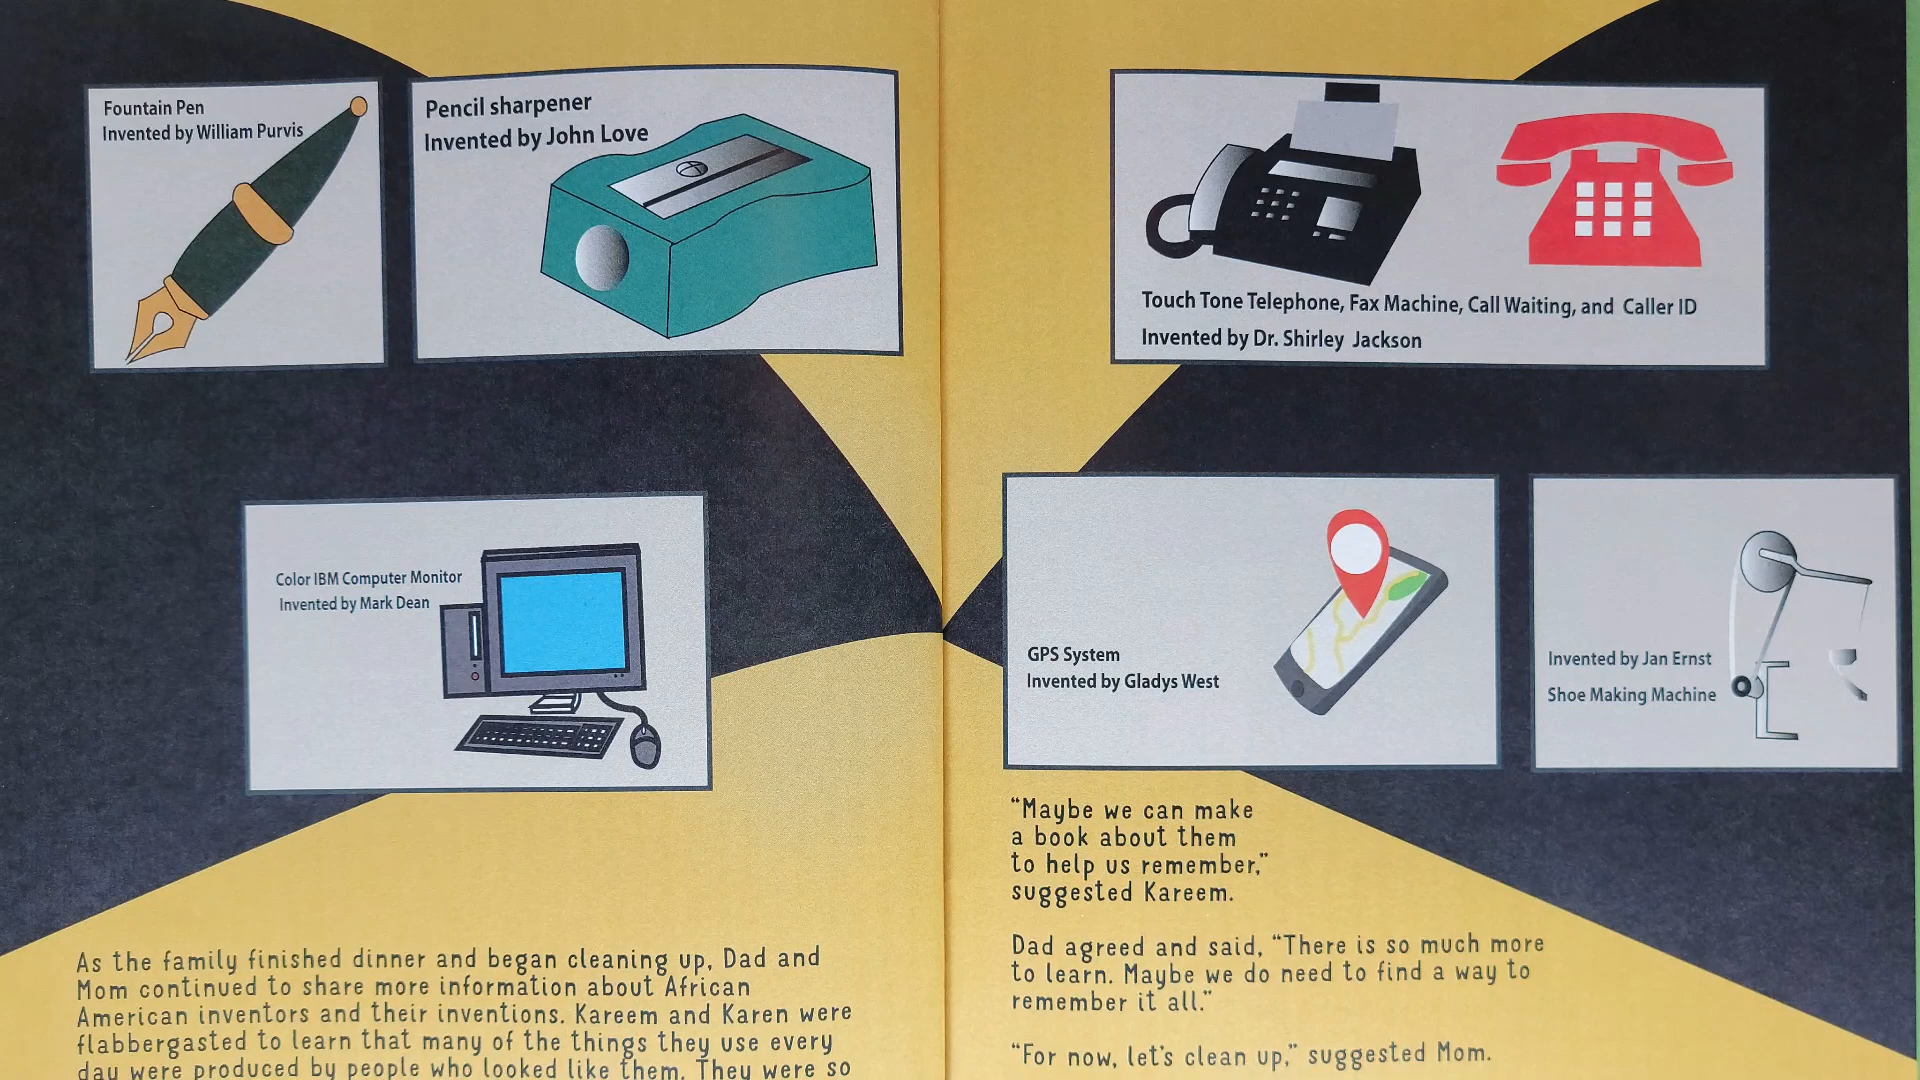 Fountain Pen
Invented by William Purvis
Pencil sharpener
Invented by John Love
Color IBM Computer Monitor
Invented by Mark Dean
As the family finished dinner and began cleaning up, Dad and
Mom continued to share more information about African
American inventors and their inventions. Kareem and Karen were
flabbergasted to learn that many of the things they use every
day were produced by people who looked like them. They were so
Touch Tone Telephone, Fax Machine, Call Waiting, and Caller ID
Invented by Dr. Shirley Jackson
GPS System
Invented by Gladys West
Invented by Jan Ernst
Shoe Making Machine
“Maybe we can make
a book about them
to help us remember,”
suggested Kareem.
Dad agreed and said, “There is so much more
to learn. Maybe we do need to find a way to
remember it all.”
“For now, let’s clean up,” suggested Mom.